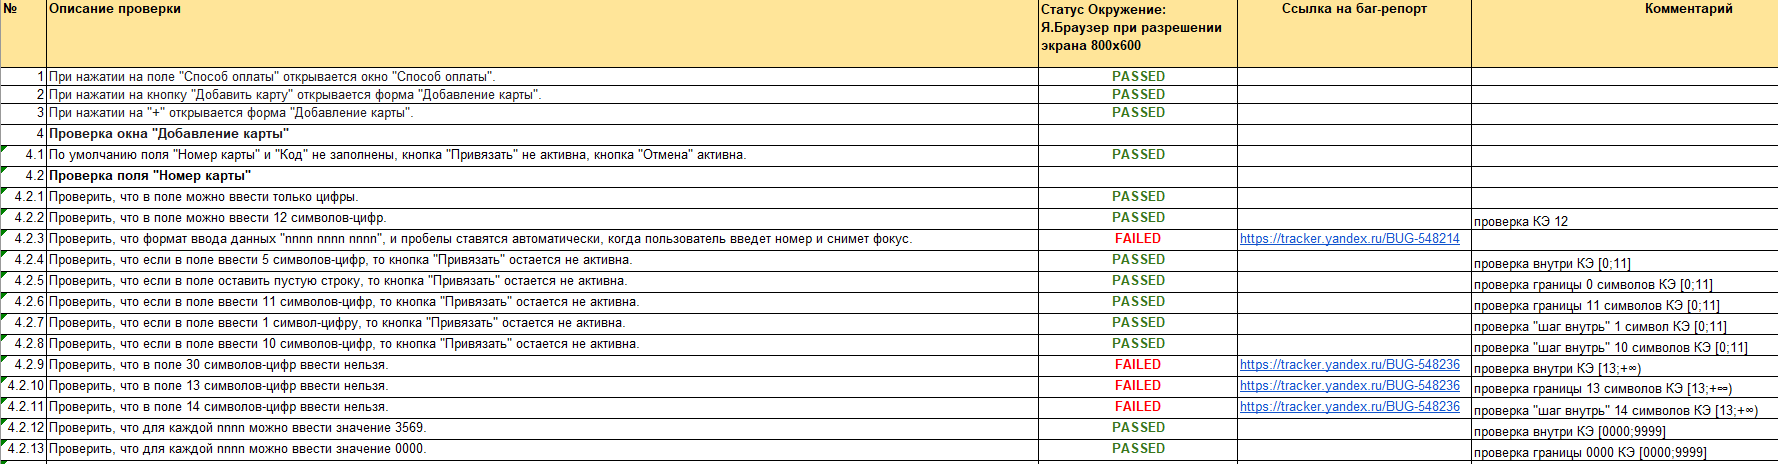 № Описание проверки Статус Окружение: Я.Браузер при разрешении экрана 800x600 Ссылка на баг-репорт Комментарий
1 При нажатии на поле "Способ оплаты" открывается окно "Способ оплаты". PASSED
2 При нажатии на кнопку "Добавить карту" открывается форма "Добавление карты". PASSED
3 При нажатии на "+" открывается форма "Добавление карты". PASSED
4 Проверка окна "Добавление карты"
4.1 По умолчанию поля "Номер карты" и "Код" не заполнены, кнопка "Привязать" не активна, кнопка "Отмена" активна. PASSED
4.2 Проверка поля "Номер карты"
4.2.1 Проверить, что в поле можно ввести только цифры. PASSED
4.2.2 Проверить, что в поле можно ввести 12 символов-цифр. PASSED проверка КЭ 12
4.2.3 Проверить, что формат ввода данных "nnnn nnnn nnnn", и пробелы ставятся автоматически, когда пользователь введет номер и снимет фокус. FAILED https://tracker.yandex.ru/BUG-548214
4.2.4 Проверить, что если в поле ввести 5 символов-цифр, то кнопка "Привязать" остается не активна. PASSED проверка внутри КЭ [0;11]
4.2.5 Проверить, что если в поле оставить пустую строку, то кнопка "Привязать" остается не активна. PASSED проверка границы 0 символов КЭ [0;11]
4.2.6 Проверить, что если в поле ввести 11 символов-цифр, то кнопка "Привязать" остается не активна. PASSED проверка границы 11 символов КЭ [0;11]
4.2.7 Проверить, что если в поле ввести 1 символ-цифру, то кнопка "Привязать" остается не активна. PASSED проверка "шаг внутрь" 1 символ КЭ [0;11]
4.2.8 Проверить, что если в поле ввести 10 символов-цифр, то кнопка "Привязать" остается не активна. PASSED проверка "шаг внутрь" 10 символов КЭ [0;11]
4.2.9 Проверить, что в поле 30 символов-цифр ввести нельзя. FAILED https://tracker.yandex.ru/BUG-548236 проверка внутри КЭ [13;+∞)
4.2.10 Проверить, что в поле 13 символов-цифр ввести нельзя. FAILED https://tracker.yandex.ru/BUG-548236 проверка границы 13 символов КЭ [13;+∞)
4.2.11 Проверить, что в поле 14 символов-цифр ввести нельзя. FAILED https://tracker.yandex.ru/BUG-548236 проверка "шаг внутрь" 14 символов КЭ [13;+∞)
4.2.12 Проверить, что для каждой nnnn можно ввести значение 3569. PASSED проверка внутри КЭ [0000;9999]
4.2.13 Проверить, что для каждой nnnn можно ввести значение 0000. PASSED проверка границы 0000 КЭ [0000;9999]